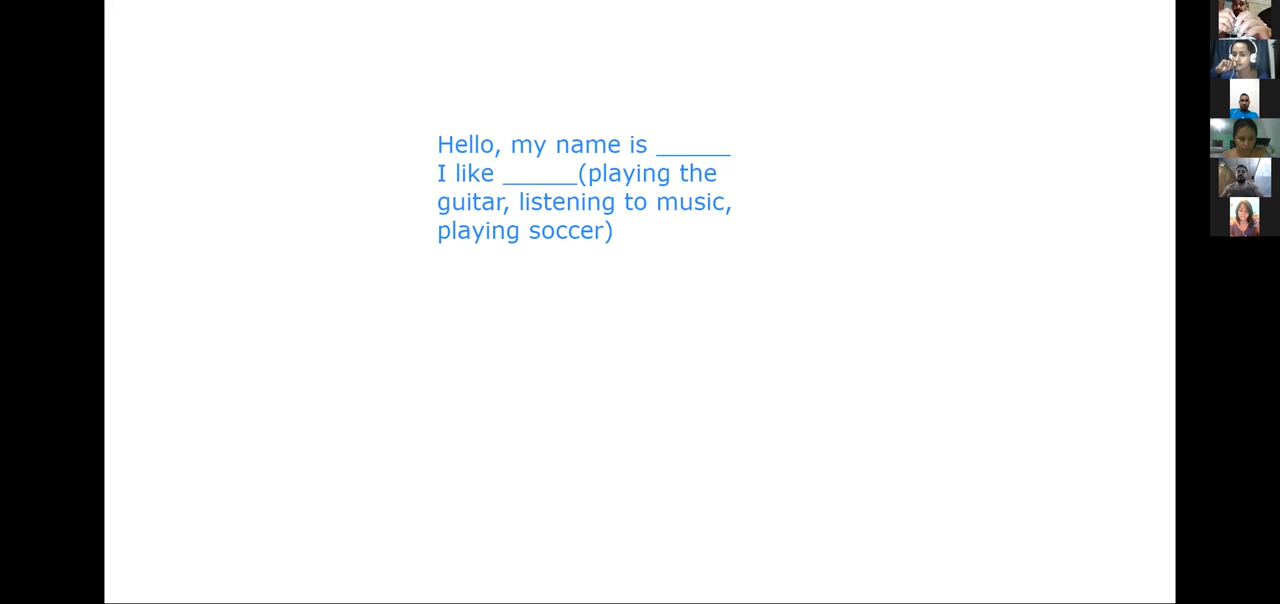 Hello, my name is ______
I like ______(playing the
guitar, listening to music,
playing soccer)